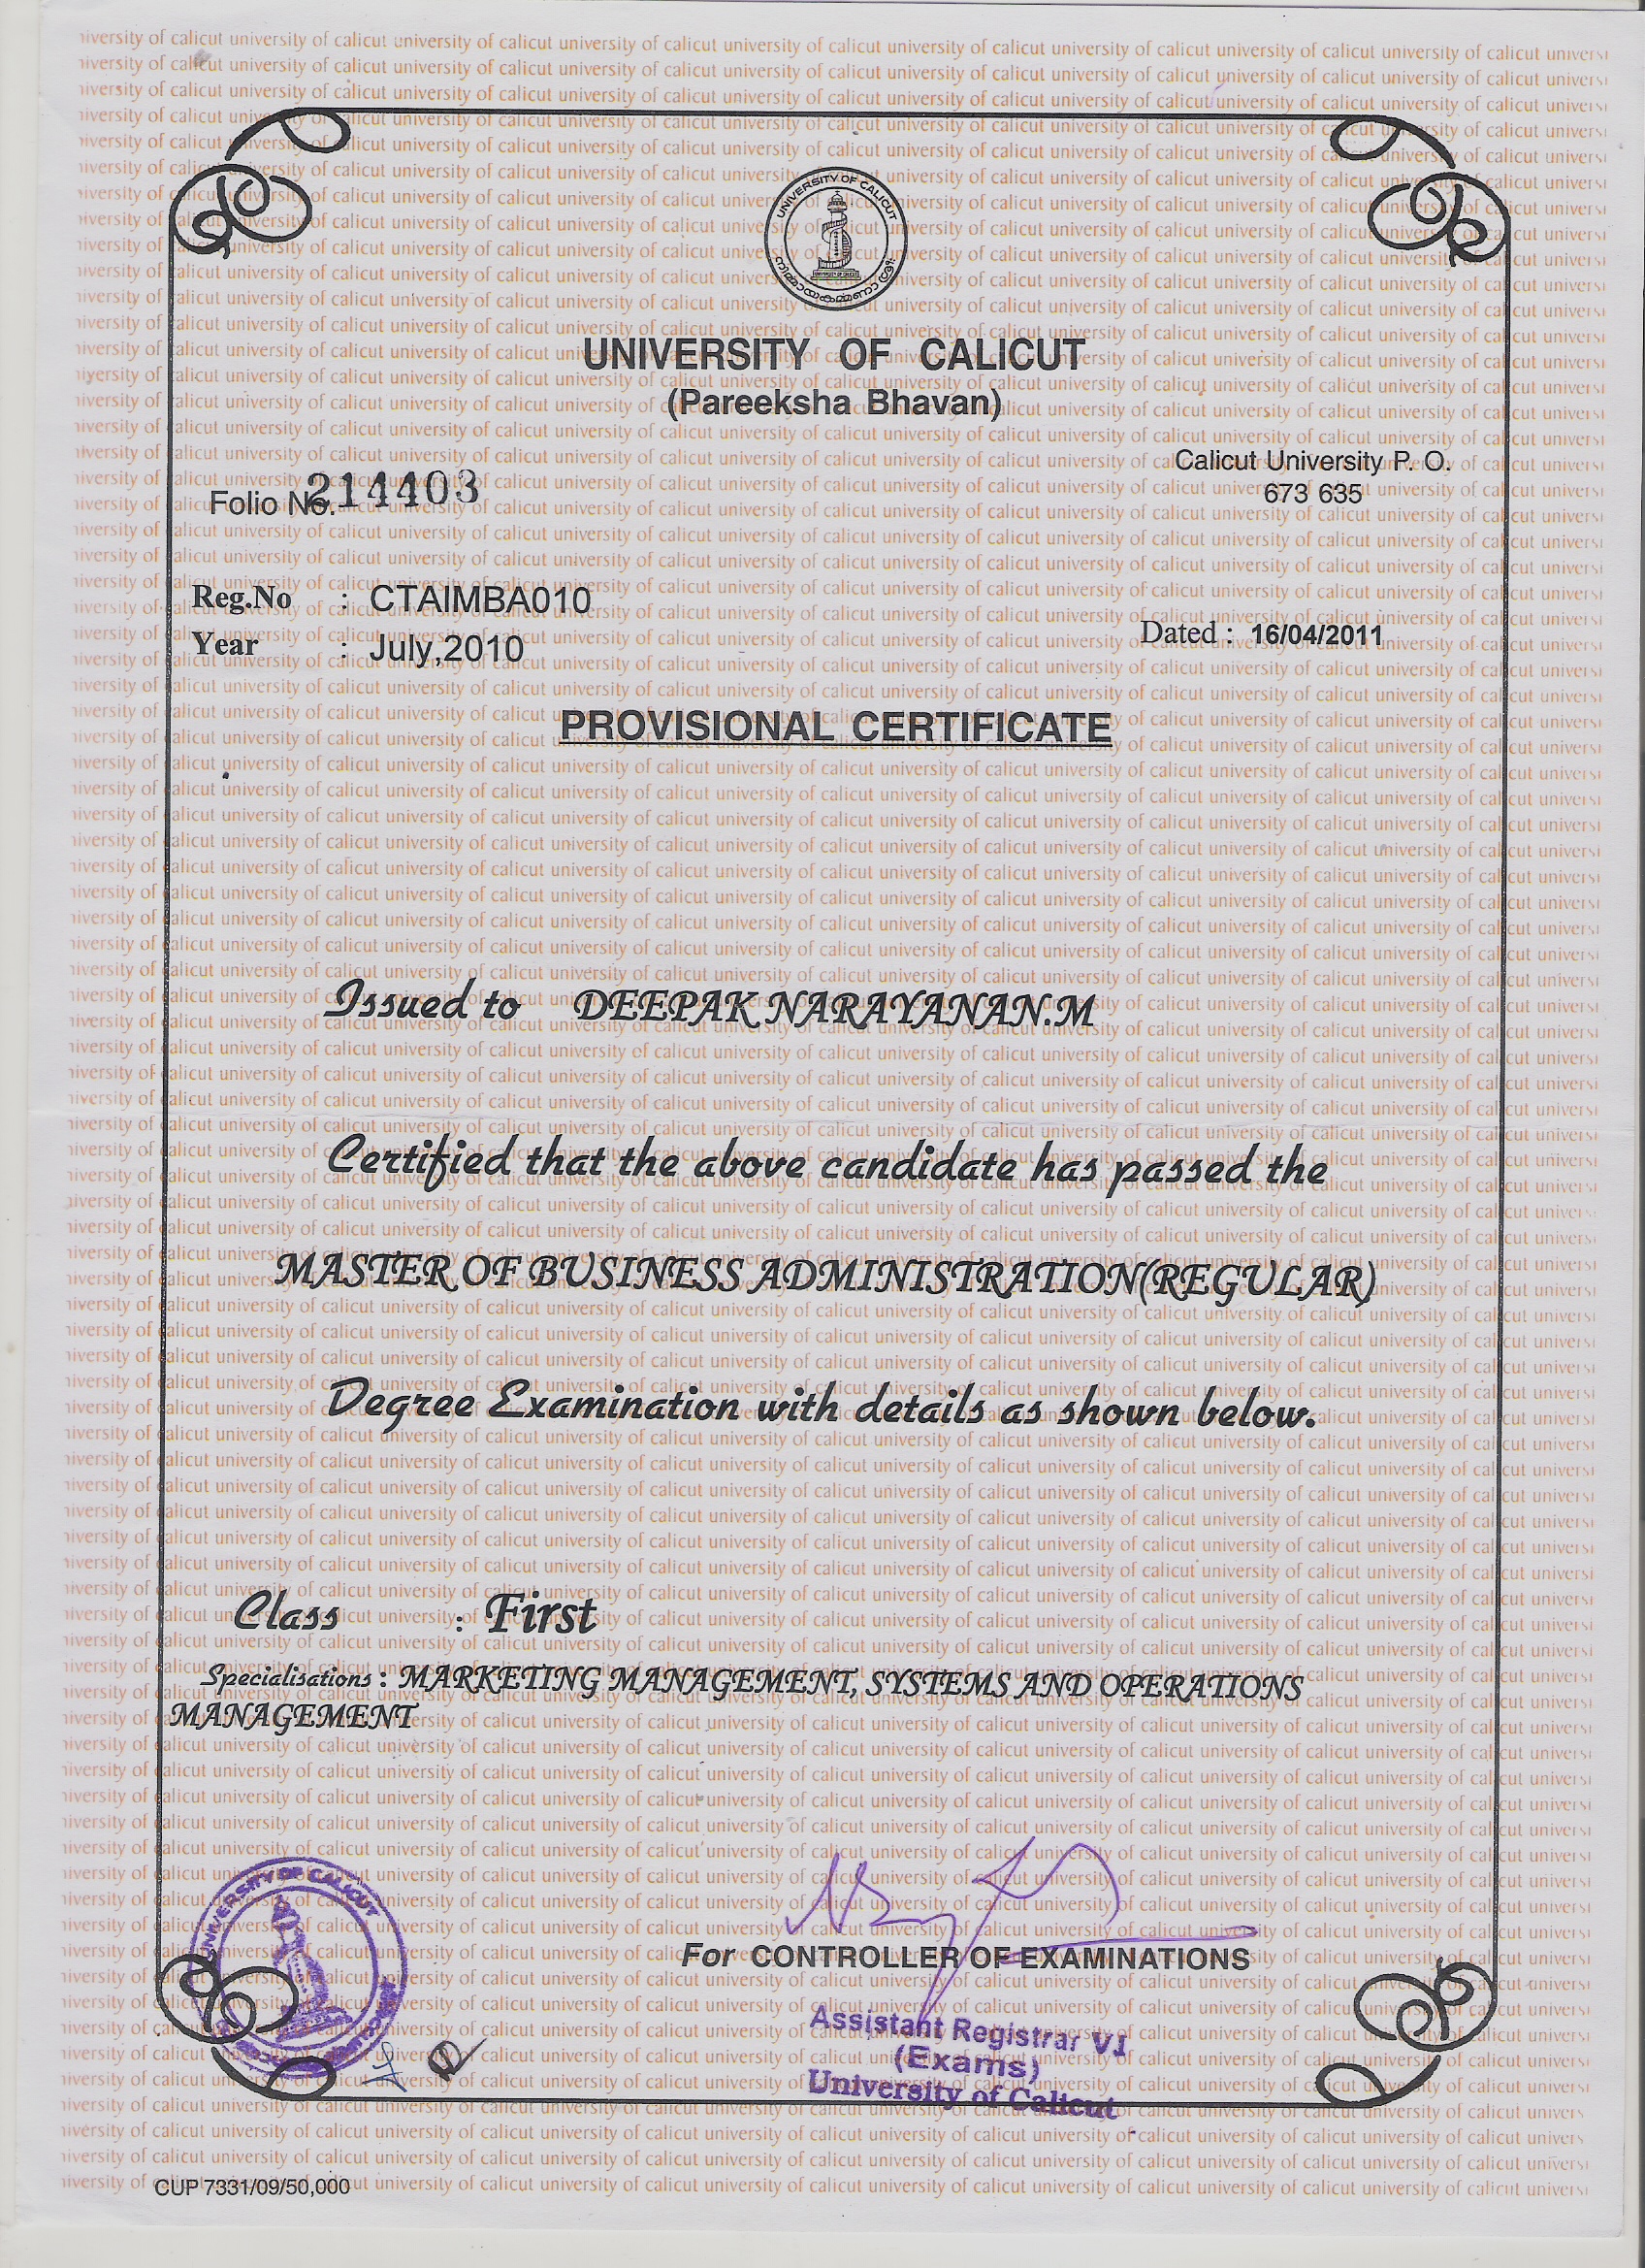 UNIVERSITY OF CALICUT
UNIVERSITY OF CALICUT
(Pareeksha Bhavan)
Calicut University P. O.
673 635
Folio No. 214403
Reg.No : CTAIMBA010
Year : July,2010
Dated : 16/04/2011
PROVISIONAL CERTIFICATE
Issued to DEEPAK NARAYANAN.M
Certified that the above candidate has passed the
MASTER OF BUSINESS ADMINISTRATION(REGULAR)
Degree Examination with details as shown below.
Class : First
Specialisations : MARKETING MANAGEMENT, SYSTEMS AND OPERATIONS
MANAGEMENT
UNIVERSITY OF CALICUT
For CONTROLLER OF EXAMINATIONS
Assistant Registrar VI
(Exams)
University of Calicut
CUP 7331/09/50,000